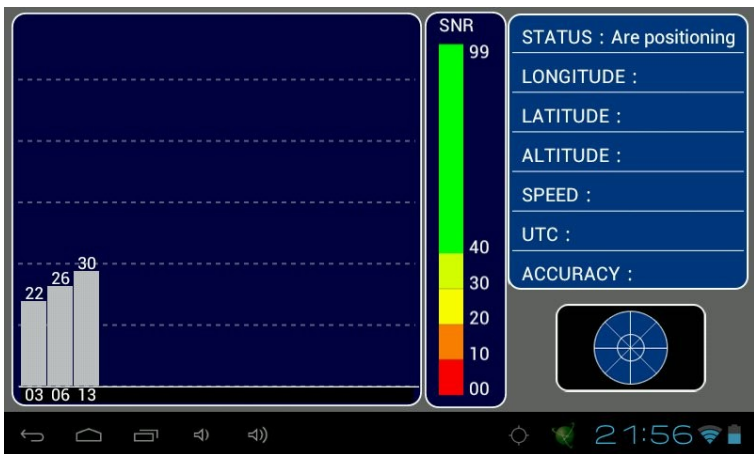 22 26 30
03 06 13
SNR
99
40
30
20
10
00
STATUS : Are positioning
LONGITUDE :
LATITUDE :
ALTITUDE :
SPEED :
UTC :
ACCURACY :
21:56